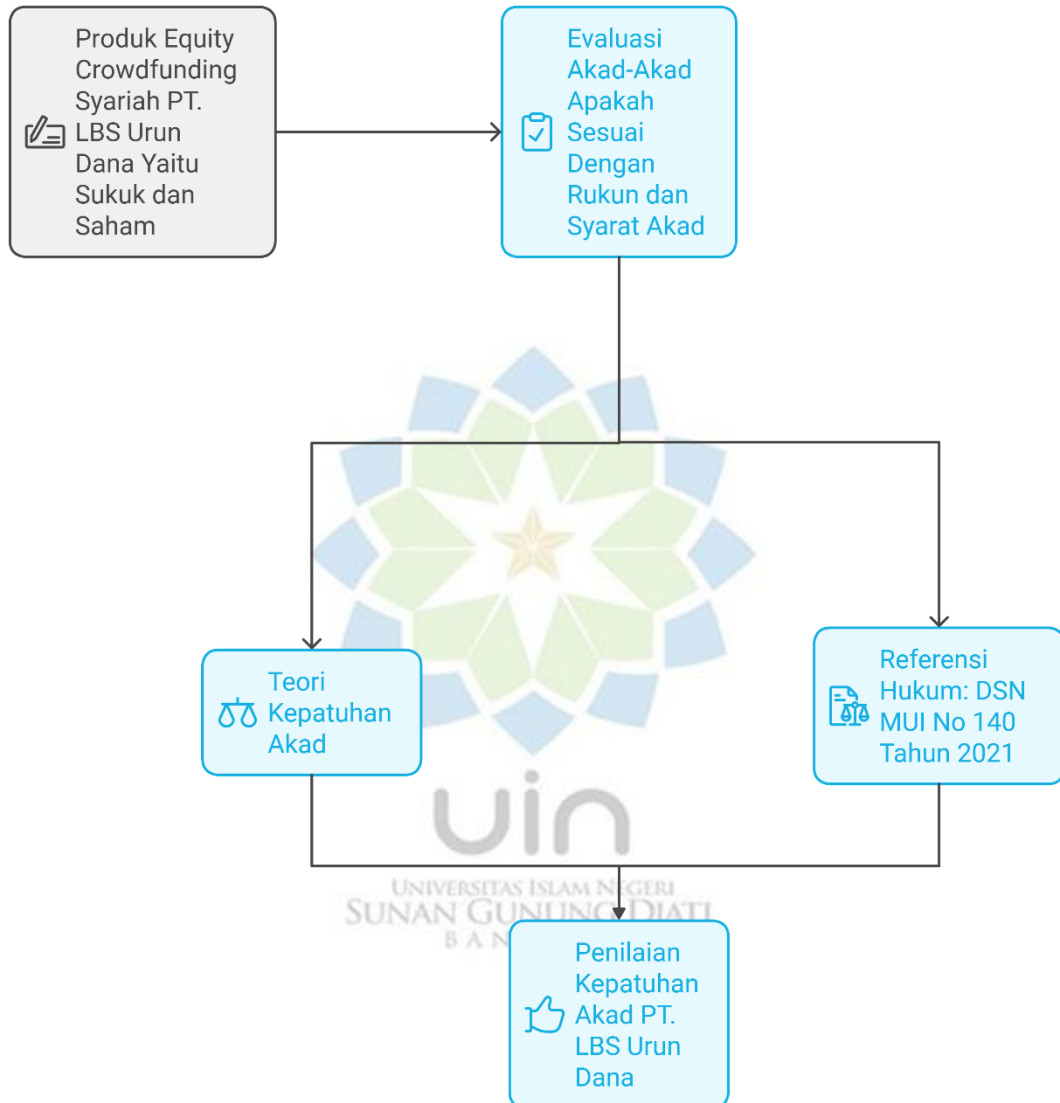 Produk Equity
Crowdfunding
Syariah PT.
LBS Urun
Dana Yaitu
Sukuk dan
Saham
Evaluasi
Akad-Akad
Apakah
Sesuai
Dengan
Rukun dan
Syarat Akad
Teori
Kepatuhan
Akad
Referensi
Hukum: DSN
MUI No 140
Tahun 2021
uin
UNIVERSITAS ISLAM NEGERI
SUNAN GUNUNG DJATI
Penilaian
Kepatuhan
Akad PT.
LBS Urun
Dana